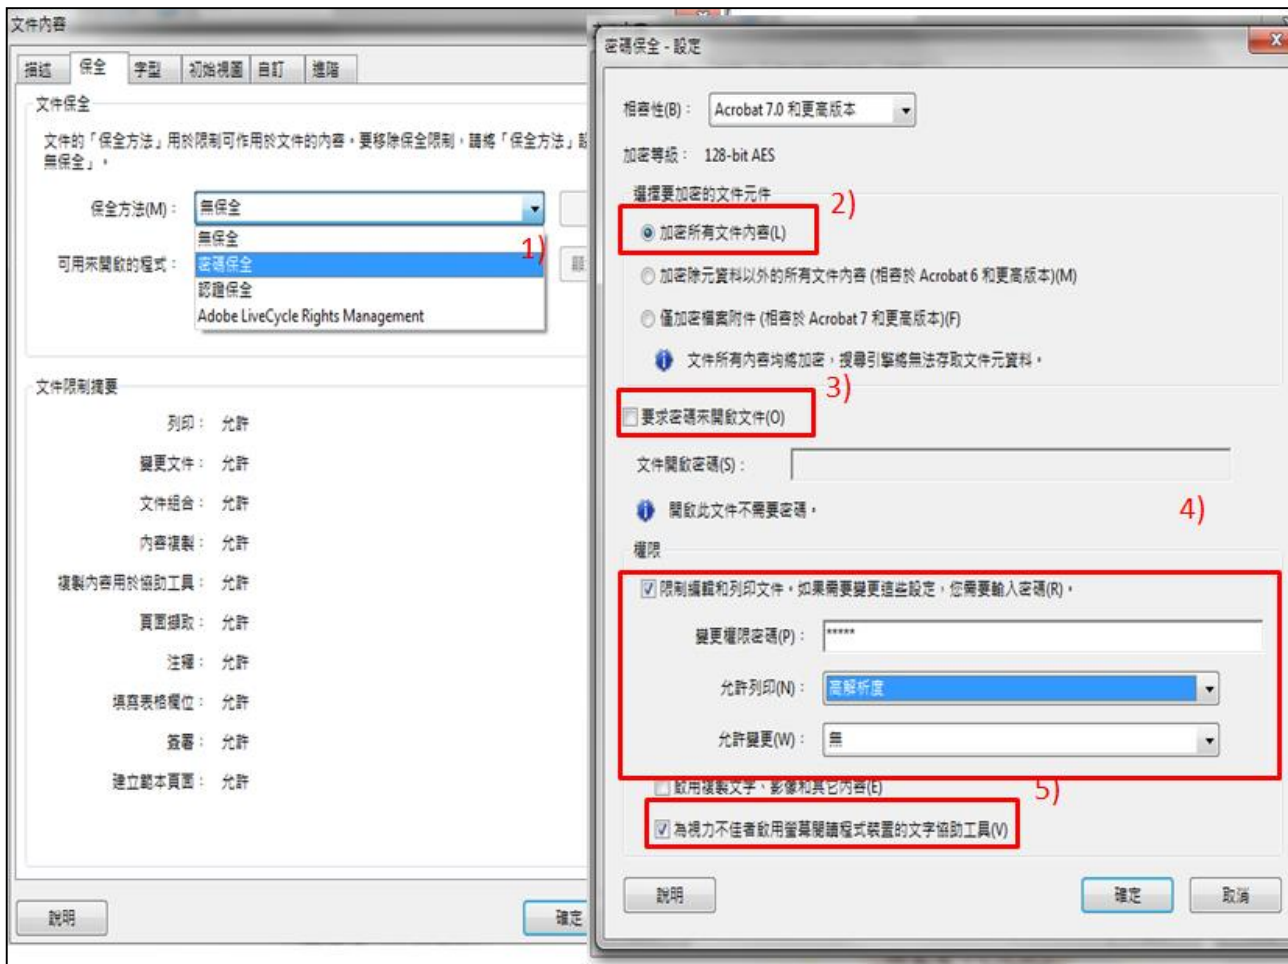 文件內容
描述 保全 字型 初始視圖 自訂 進階
文件保全
文件的「保全方法」用於限制可作用於文件的內容。要移除保全限制，請將「保全方法」設
無保全」。
保全方法(M)： 無保全
無保全
1)
可用來開啟的程式： 密碼保全
認證保全
Adobe LiveCycle Rights Management
文件限制摘要
列印： 允許
變更文件： 允許
文件組合： 允許
內容複製： 允許
複製內容用於協助工具： 允許
頁面擷取： 允許
注釋： 允許
填寫表格欄位： 允許
簽署： 允許
建立範本頁面： 允許
說明 確定
密碼保全 - 設定
相容性(B)： Acrobat 7.0 和更高版本
加密等級： 128-bit AES
選擇要加密的文件元件
2)
加密所有文件內容(L)
加密除元資料以外的所有文件內容 (相容於 Acrobat 6 和更高版本)(M)
僅加密檔案附件 (相容於 Acrobat 7 和更高版本)(F)
文件所有內容均將加密，搜尋引擎將無法存取文件元資料。
3)
要求密碼來開啟文件(O)
文件開啟密碼(S)：
4)
開啟此文件不需要密碼。
權限
限制編輯和列印文件。如果需要變更這些設定，您需要輸入密碼(R)。
變更權限密碼(P)： *****
允許列印(N)： 高解析度
允許變更(W)： 無
啟用複製文字、影像和其它內容(E)
5)
為視力不佳者啟用螢幕閱讀程式裝置的文字協助工具(V)
說明 確定 取消